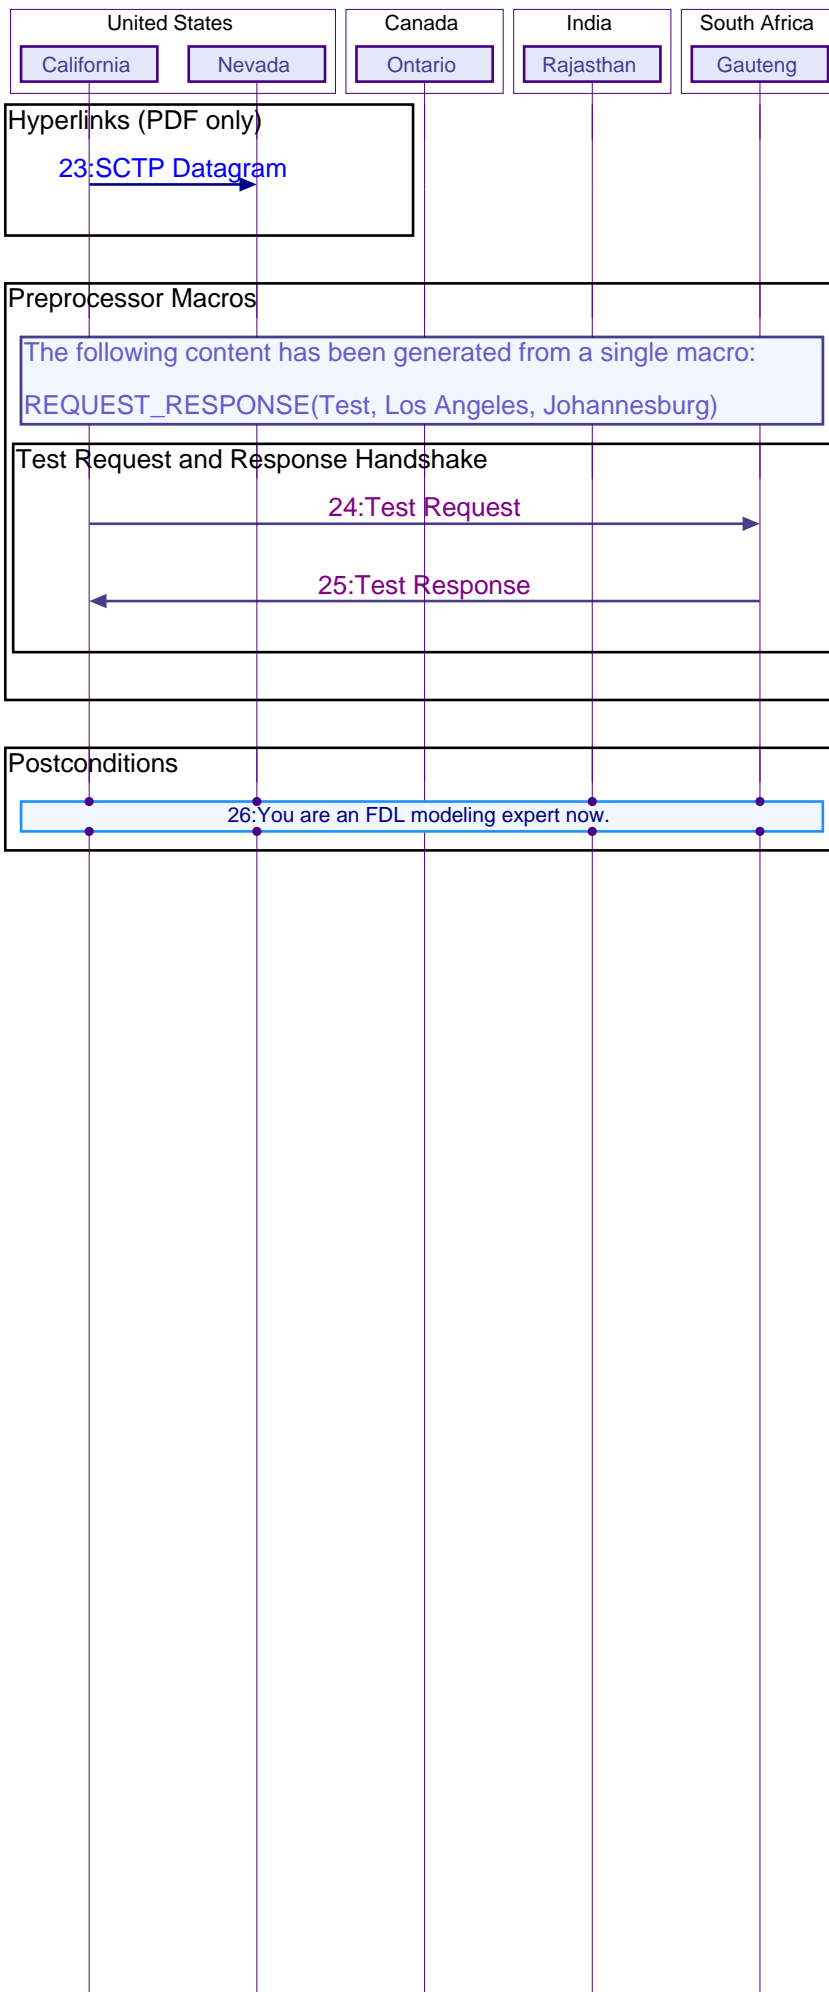 United States
Canada
India
South Africa
California
Nevada
Ontario
Rajasthan
Gauteng
Hyperlinks (PDF only)
23:SCTP Datagram
Preprocessor Macros
The following content has been generated from a single macro:
REQUEST_RESPONSE(Test, Los Angeles, Johannesburg)
Test Request and Response Handshake
24:Test Request
25:Test Response
Postconditions
26:You are an FDL modeling expert now.